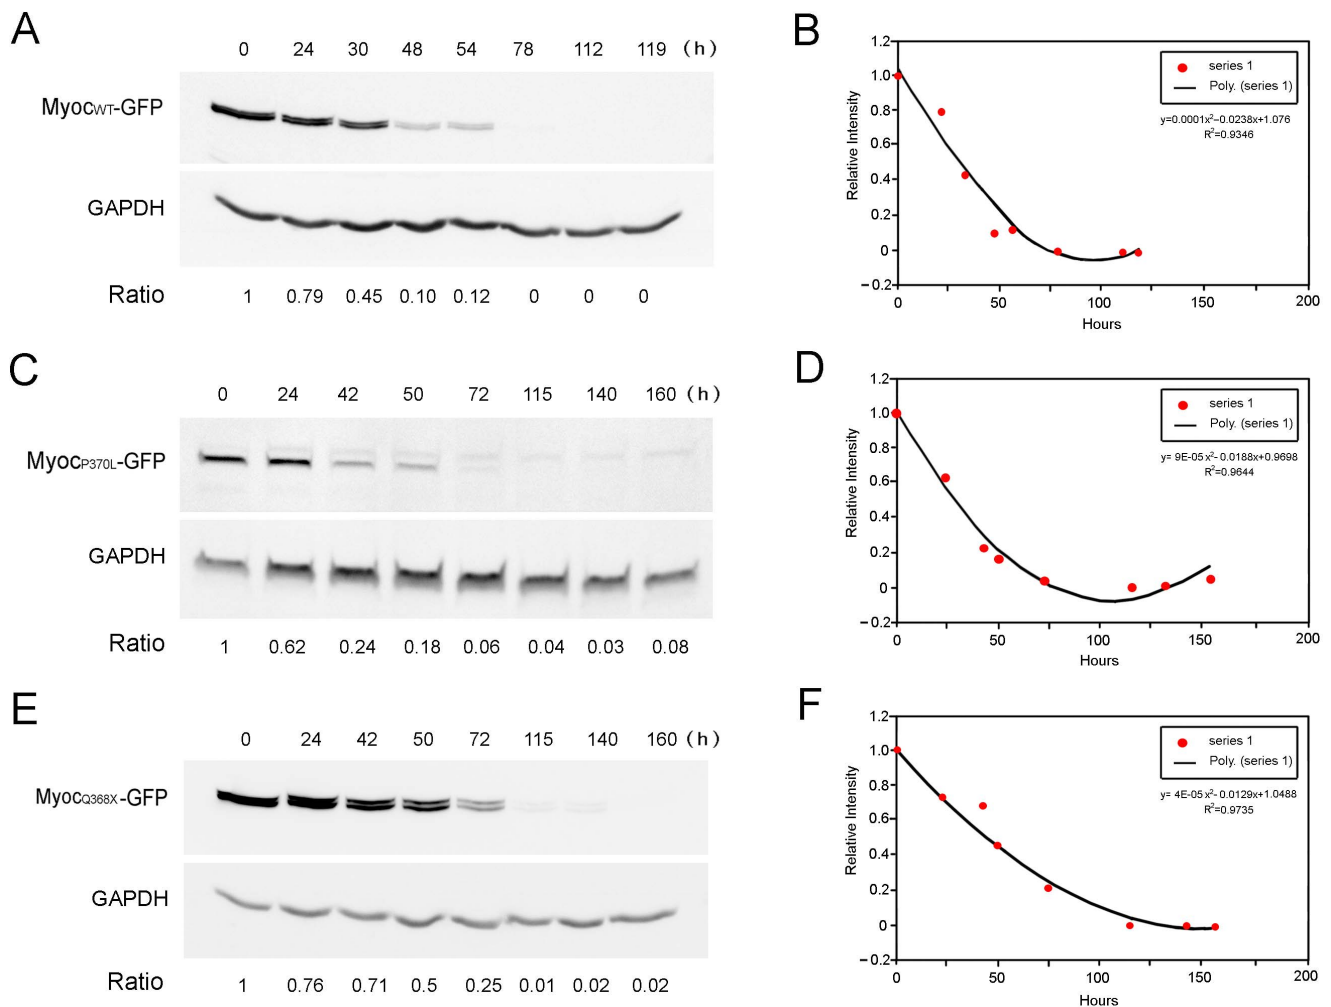 A
0 24 30 48 54 78 112 119 (h)
MyocWT-GFP
GAPDH
Ratio 1 0.79 0.45 0.10 0.12 0 0 0
B
1.2
1.0
0.8
0.6
0.4
0.2
0
-0.2
Relative Intensity
0 50 100 150 200
Hours
series 1
Poly. (series 1)
y=0.0001x²-0.0238x+1.076
R²=0.9346
C
0 24 42 50 72 115 140 160 (h)
MyocP370L-GFP
GAPDH
Ratio 1 0.62 0.24 0.18 0.06 0.04 0.03 0.08
D
1.2
1.0
0.8
0.6
0.4
0.2
0
-0.2
Relative Intensity
0 50 100 150 200
Hours
series 1
Poly. (series 1)
y= 9E-05 x²- 0.0188x+0.9698
R²=0.9644
E
0 24 42 50 72 115 140 160 (h)
MyocQ368X-GFP
GAPDH
Ratio 1 0.76 0.71 0.5 0.25 0.01 0.02 0.02
F
1.2
1.0
0.8
0.6
0.4
0.2
0
-0.2
Relative Intensity
0 50 100 150 200
Hours
series 1
Poly. (series 1)
y= 4E-05 x²- 0.0129x+1.0488
R²=0.9735